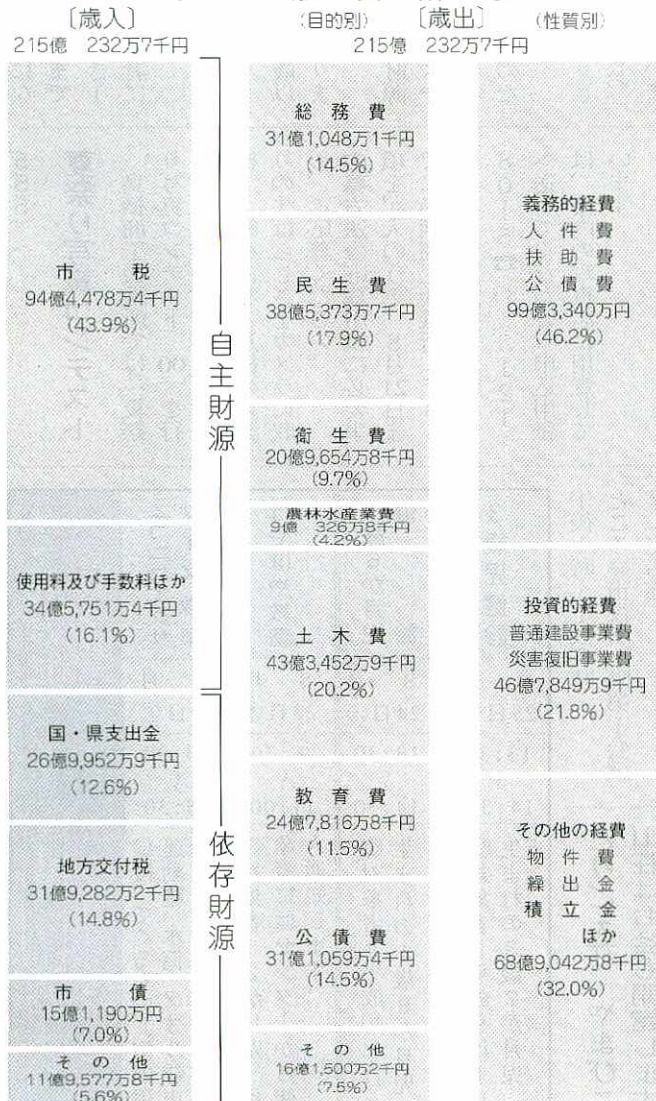 〔歳入〕
215億 232万7千円
市税
94億4,478万4千円
(43.9%)
使用料及び手数料ほか
34億5,751万4千円
(16.1%)
自主財源
国・県支出金
26億9,952万9千円
(12.6%)
地方交付税
31億9,282万2千円
(14.8%)
市債
15億1,190万円
(7.0%)
その他
11億9,577万8千円
(5.6%)
依存財源
(目的別) 〔歳出〕 (性質別)
215億 232万7千円
総務費
31億1,048万1千円
(14.5%)
民生費
38億5,373万7千円
(17.9%)
衛生費
20億9,654万8千円
(9.7%)
農林水産業費
9億 326万8千円
(4.2%)
土木費
43億3,452万9千円
(20.2%)
教育費
24億7,816万8千円
(11.5%)
公債費
31億1,059万4千円
(14.5%)
その他
16億1,500万2千円
(7.5%)
義務的経費
人件費
扶助費
公債費
99億3,340万円
(46.2%)
投資的経費
普通建設事業費
災害復旧事業費
46億7,849万9千円
(21.8%)
その他の経費
物件費
繰出金
積立金
ほか
68億9,042万8千円
(32.0%)